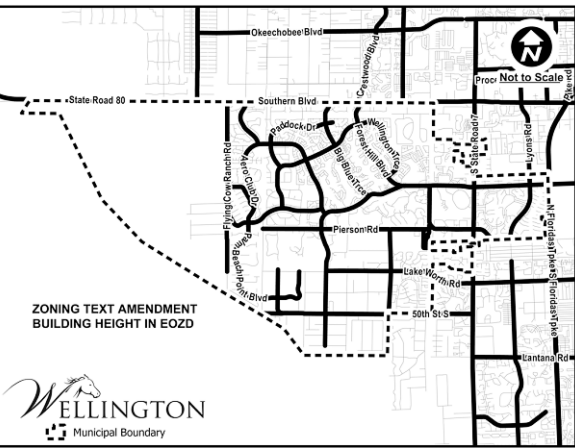 Okeechobee Blvd
Crestwood Blvd
N
Not to Scale
Proc
State Road 80
Southern Blvd
Paddock Dr
Wellington Trce
Forest Hill Blvd
Big Blue Trce
Aero Club Dr
Flying Cow Ranch Rd
S State Road 7
Lyons Rd
Pierson Rd
Palm Beach Point Blvd
Lake Worth Rd
N Floridas Tpke
S Floridas Tpke
50th St S
Lantana Rd
ZONING TEXT AMENDMENT
BUILDING HEIGHT IN EOZD
WELLINGTON
Municipal Boundary